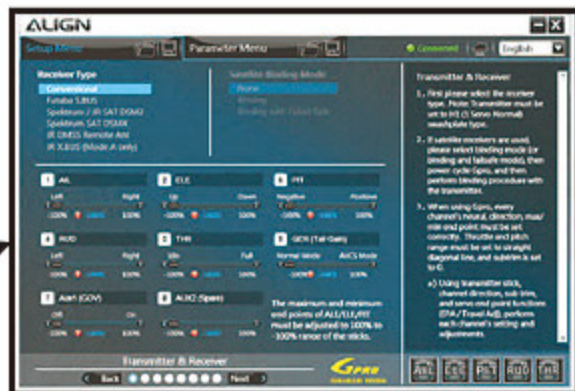 ALIGN
Setup Menu
Parameter Menu
Connected
English
Receiver Type
Conventional
Futaba S.BUS
Spektrum / JR SAT DSM2
Spektrum SAT DSMX
JR DMSS Remote Ant
JR X.BUS (Mode A only)
Satellite Binding Mode
None
Binding
1 AIL
Left Right
-100% 100%
2 ELE
Up Down
-100% 100%
3 PIT
Negative Positive
-100% 100%
4 RUD
Left Right
-100% 100%
5 THR
Idle Full
-100% 100%
6 GER (Tail Gain)
Normal Mode AVCS Mode
-100% 100%
7 Aux1 (GOV)
Off On
-100% 100%
8 AUX2 (Spare)
-100% 100%
The maximum and minimum
end points of AIL/ELE/PIT
must be adjusted to 100% to
-100% range of the sticks.
Transmitter & Receiver
Back
Next
GPRO
Transmitter & Receiver
1. First please select the receiver
type. Note: Transmitter must be
set to H1 (1 Servo Normal)
swashplate type.
2. If satellite receivers are used,
please select binding mode (or
binding and failsafe mode), then
power cycle Gpro, and then
perform binding procedure with
the transmitter.
3. When using Gpro, every
channel's neural, direction, max/
min end point must be set
correctly. Throttle and pitch
range must be set to straight
diagonal line, and subtrim is set
to 0.
a) Using transmitter stick,
channel direction, sub trim,
and servo end point functions
(EPA / Travel Adj), perform
each channel's setting and
adjustments.
AIL ELE PIT RUD THR